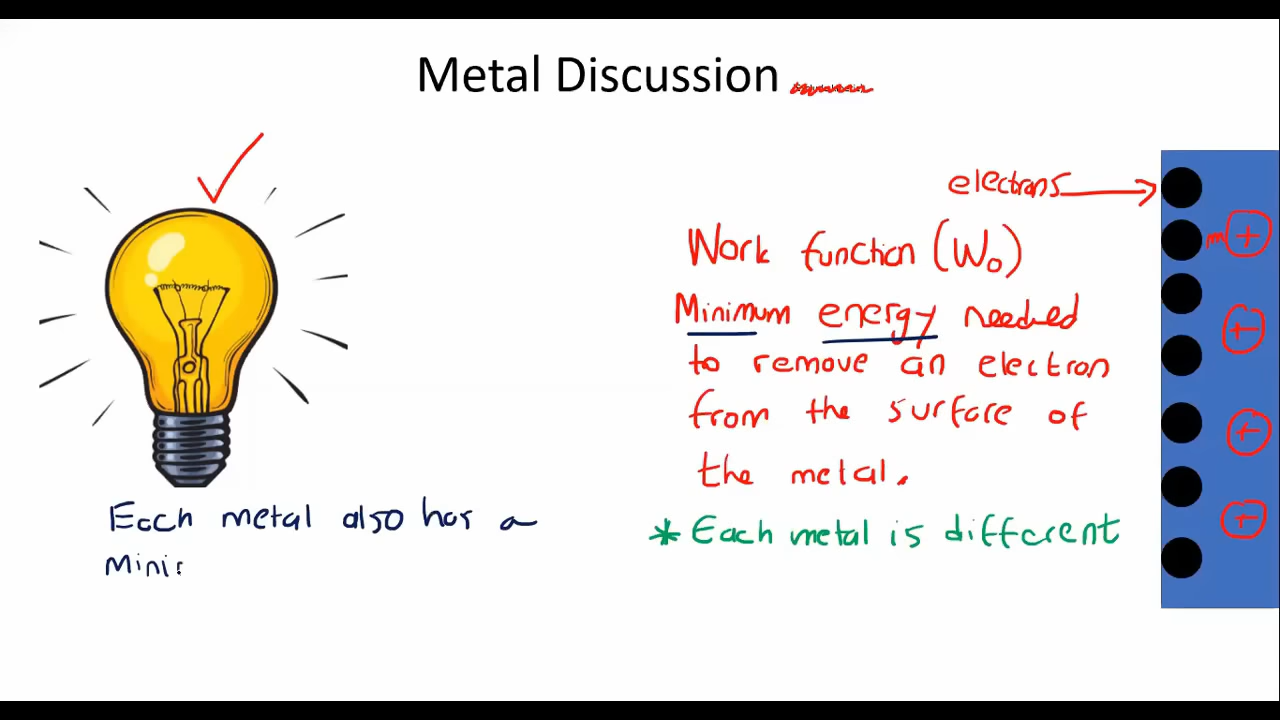 Metal Discussion
electrons
Work function (W₀)
+
Minimum energy needed
+
to remove an electron
from the surface of
+
the metal.
Each metal also has a
+
* Each metal is different
Mini